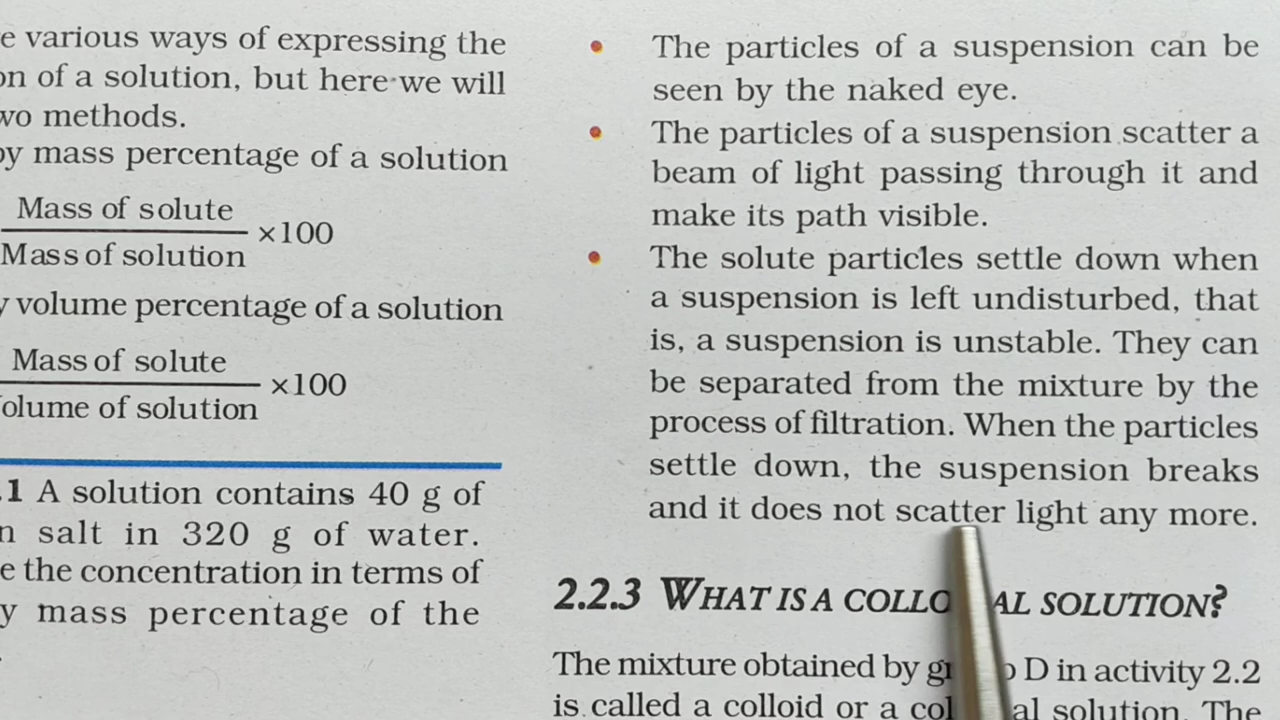 e various ways of expressing the
on of a solution, but here we will
wo methods.
by mass percentage of a solution
Mass of solute
Mass of solution
×100
y volume percentage of a solution
Mass of solute
olume of solution
×100
.1 A solution contains 40 g of
n salt in 320 g of water.
e the concentration in terms of
y mass percentage of the
• The particles of a suspension can be
seen by the naked eye.
• The particles of a suspension scatter a
beam of light passing through it and
make its path visible.
• The solute particles settle down when
a suspension is left undisturbed, that
is, a suspension is unstable. They can
be separated from the mixture by the
process of filtration. When the particles
settle down, the suspension breaks
and it does not scatter light any more.
2.2.3 WHAT IS A COLLO AL SOLUTION?
The mixture obtained by D in activity 2.2
is called a colloid or a col al solution. The